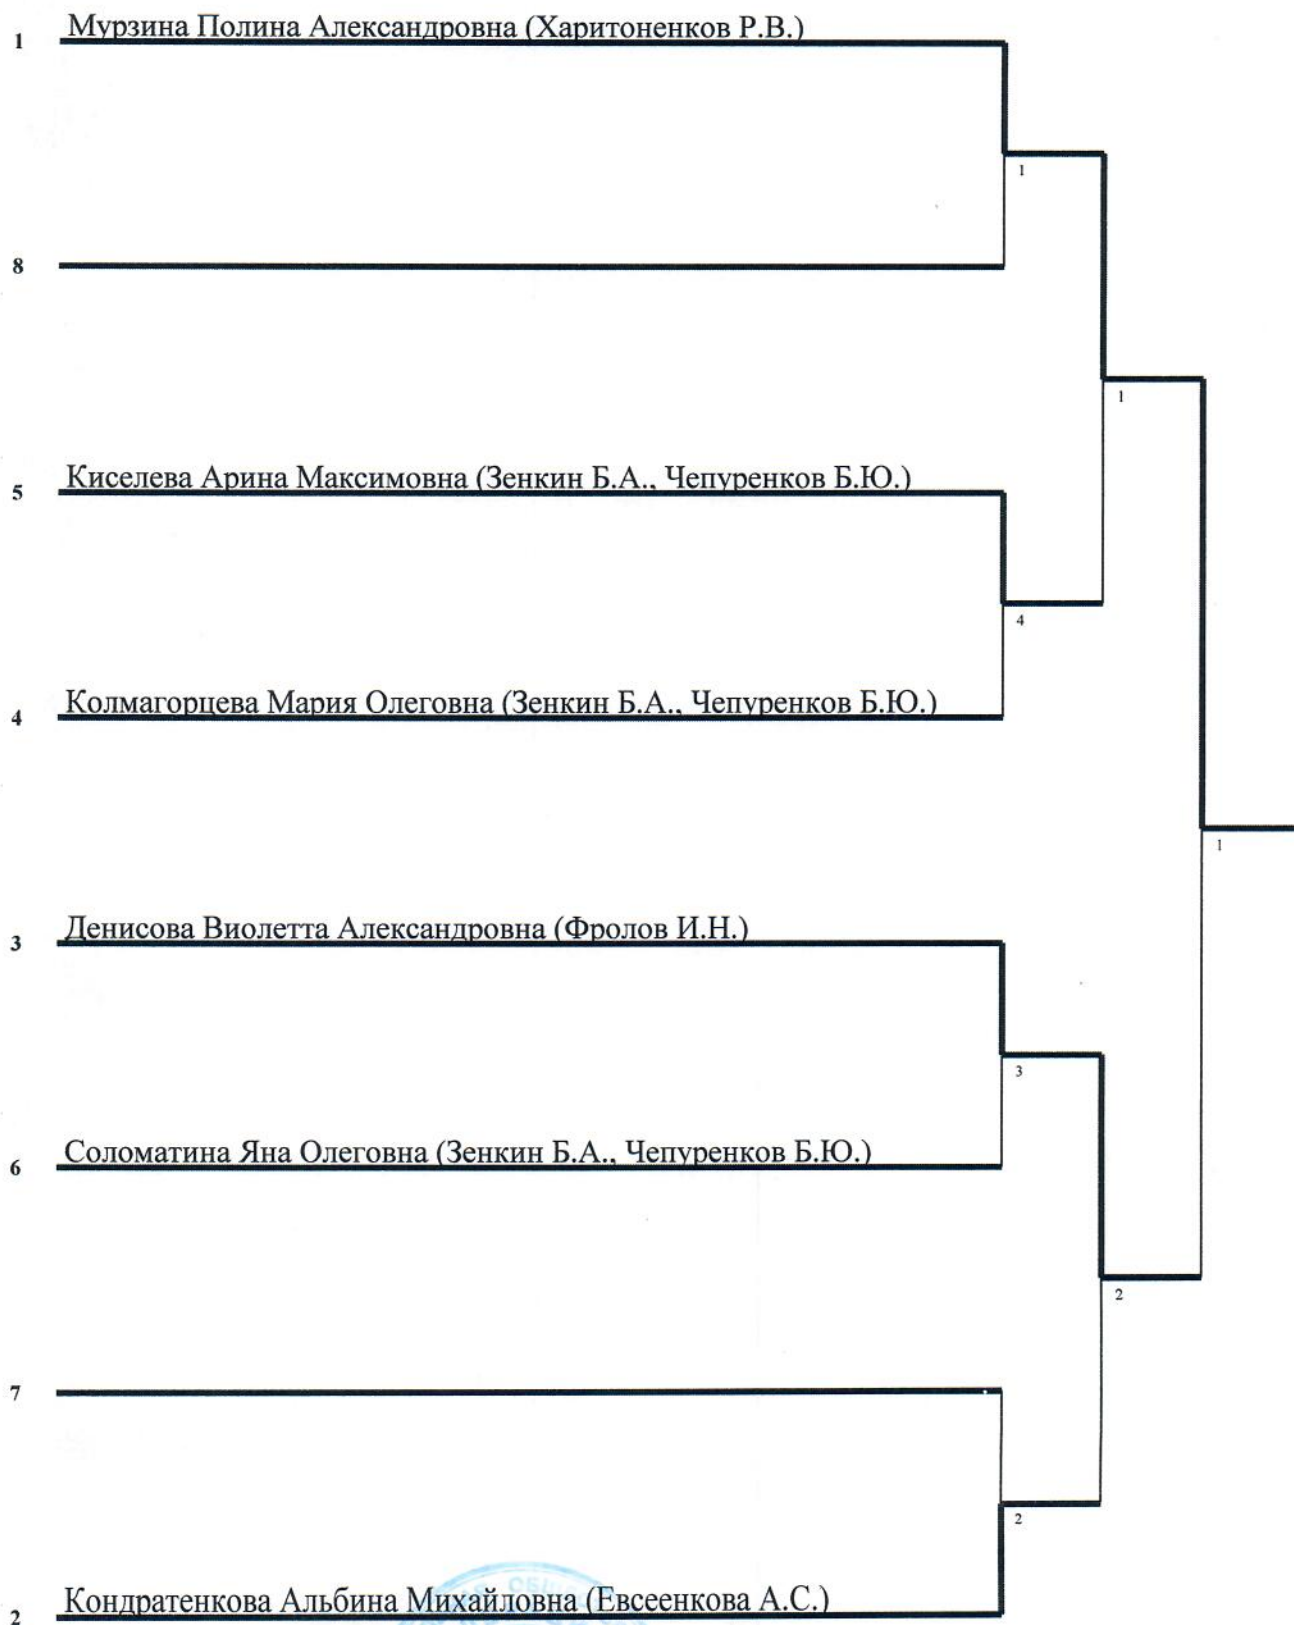 1 Мурзина Полина Александровна (Харитоненков Р.В.)
1
8
1
5 Киселева Арина Максимовна (Зенкин Б.А., Чепуренков Б.Ю.)
4
4 Колмагорцева Мария Олеговна (Зенкин Б.А., Чепуренков Б.Ю.)
1
3 Денисова Виолетта Александровна (Фролов И.Н.)
3
6 Соломатина Яна Олеговна (Зенкин Б.А., Чепуренков Б.Ю.)
2
7
2
2 Кондратенкова Альбина Михайловна (Евсеенкова А.С.)